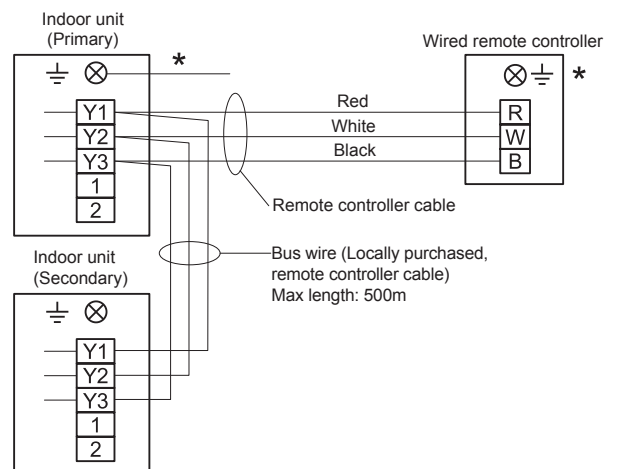 Indoor unit
(Primary)
*
Y1
Y2
Y3
1
2
Wired remote controller
*
R
W
B
Red
White
Black
Remote controller cable
Bus wire (Locally purchased,
remote controller cable)
Max length: 500m
Indoor unit
(Secondary)
Y1
Y2
Y3
1
2